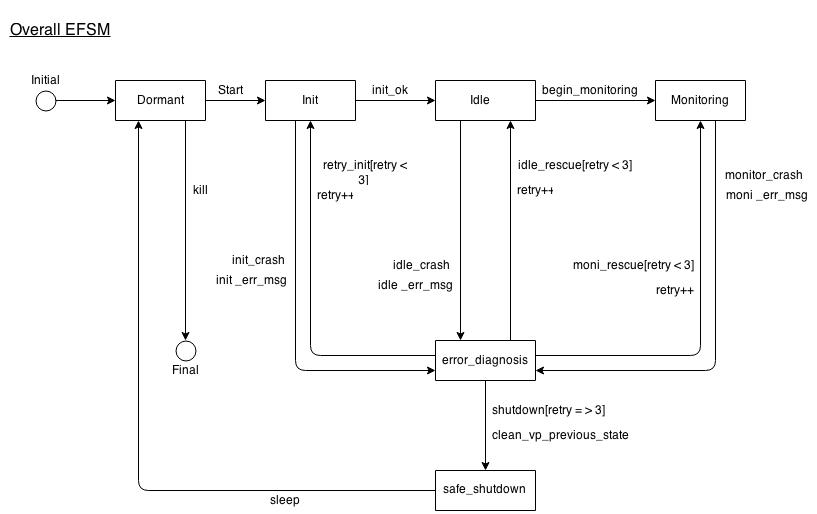 Overall EFSM
Initial
Dormant
Start
Init
init_ok
Idle
begin_monitoring
Monitoring
kill
retry_init[retry <
3]
retry++
idle_rescue[retry < 3]
retry++
monitor_crash
moni _err_msg
init_crash
init _err_msg
idle_crash
idle _err_msg
moni_rescue[retry < 3]
retry++
Final
error_diagnosis
shutdown[retry = > 3]
clean_vp_previous_state
safe_shutdown
sleep